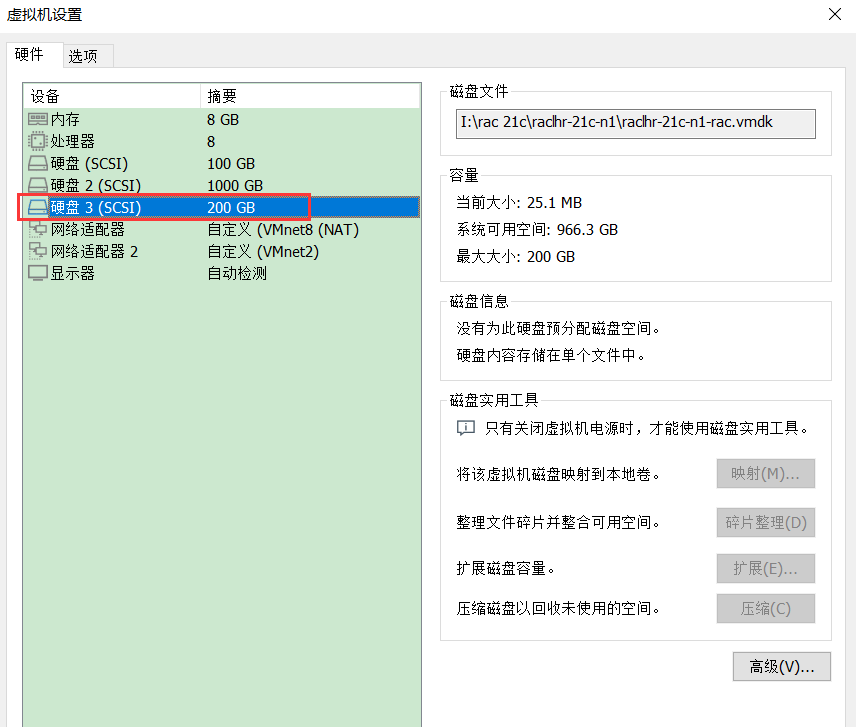 虚拟机设置
硬件 选项
设备 摘要
内存 8 GB
处理器 8
硬盘 (SCSI) 100 GB
硬盘 2 (SCSI) 1000 GB
硬盘 3 (SCSI) 200 GB
网络适配器 自定义 (VMnet8 (NAT)
网络适配器 2 自定义 (VMnet2)
显示器 自动检测
磁盘文件
I:\rac 21c\raclhr-21c-n1\raclhr-21c-n1-rac.vmdk
容量
当前大小: 25.1 MB
系统可用空间: 966.3 GB
最大大小: 200 GB
磁盘信息
没有为此硬盘预分配磁盘空间。
硬盘内容存储在单个文件中。
磁盘实用工具
只有关闭虚拟机电源时，才能使用磁盘实用工具。
将该虚拟机磁盘映射到本地卷。 映射(M)...
整理文件碎片并整合可用空间。 碎片整理(D)
扩展磁盘容量。 扩展(E)...
压缩磁盘以回收未使用的空间。 压缩(C)
高级(V)...